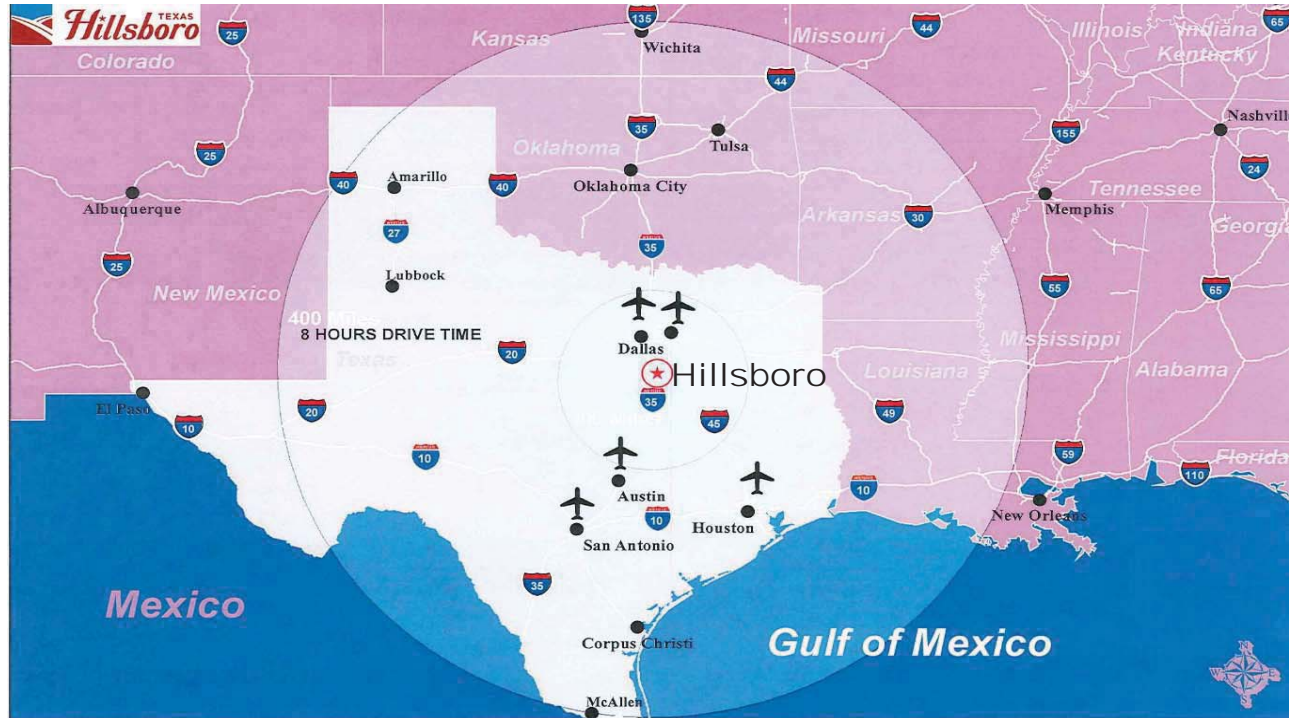 TEXAS
Hillsboro
25
Colorado
Kansas
135
Wichita
Missouri
44
Illinois
Indiana
65
Kentucky
44
25
35
Tulsa
155
Nashville
Oklahoma
24
40
Amarillo
40
Oklahoma City
Albuquerque
Arkansas
30
Memphis
Tennessee
Georgia
27
35
25
Lubbock
New Mexico
55
65
400 Miles
8 HOURS DRIVE TIME
Texas
20
Dallas
Hillsboro
Mississippi
Louisiana
Alabama
El Paso
35
20
10
45
49
10
59
Florida
110
Austin
10
10
Houston
New Orleans
San Antonio
35
Mexico
Corpus Christi
Gulf of Mexico
McAllen
N
W
E
S